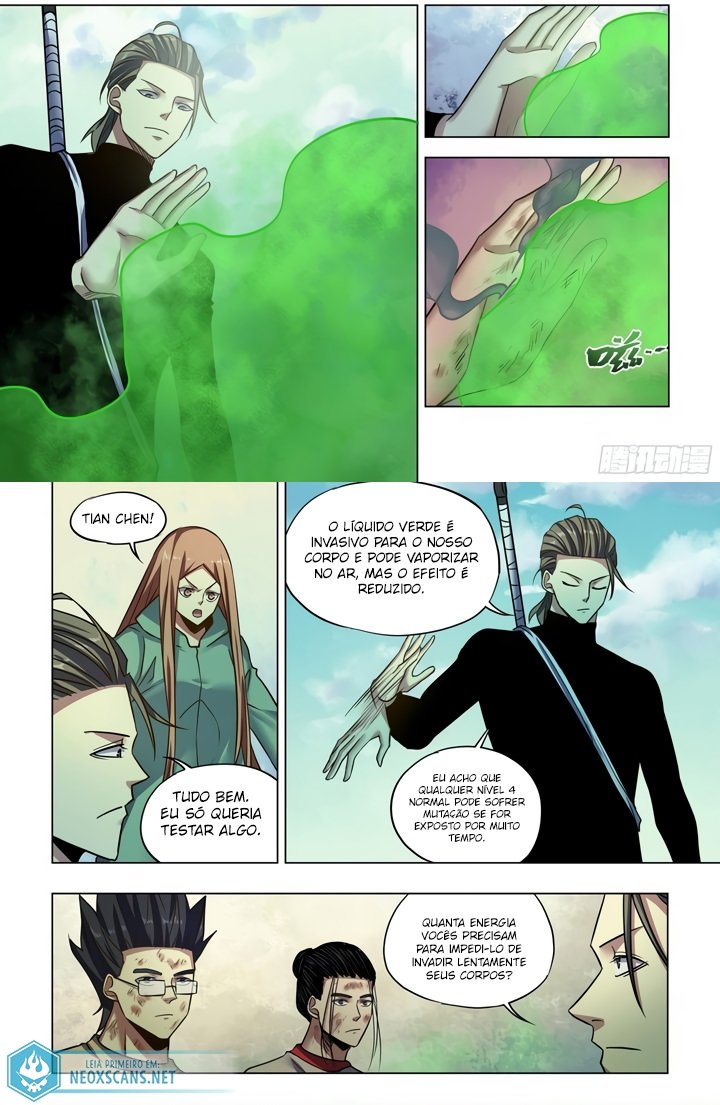 嗞...
腾讯动漫
TIAN CHEN!
O LÍQUIDO VERDE É
INVASIVO PARA O NOSSO
CORPO E PODE VAPORIZAR
NO AR, MAS O EFEITO É
REDUZIDO.
TUDO BEM.
EU SÓ QUERIA
TESTAR ALGO.
EU ACHO QUE
QUALQUER NÍVEL 4
NORMAL PODE SOFRER
MUTAÇÃO SE FOR
EXPOSTO POR MUITO
TEMPO.
QUANTA ENERGIA
VOCÊS PRECISAM
PARA IMPEDI-LO DE
INVADIR LENTAMENTE
SEUS CORPOS?
LEIA PRIMEIRO EM:
NEOXSCANS.NET